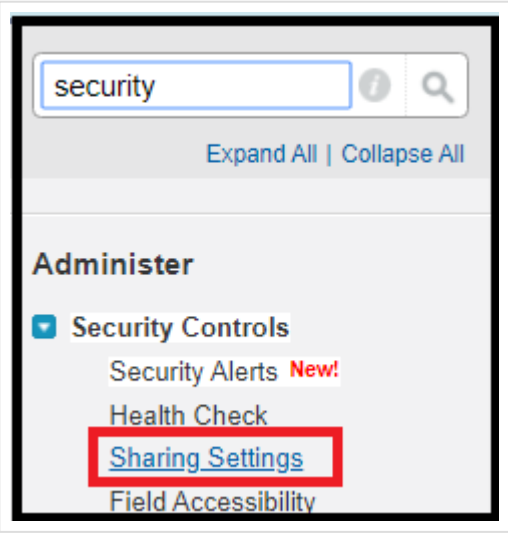 security
Expand All | Collapse All
Administer
Security Controls
Security Alerts New!
Health Check
Sharing Settings
Field Accessibility